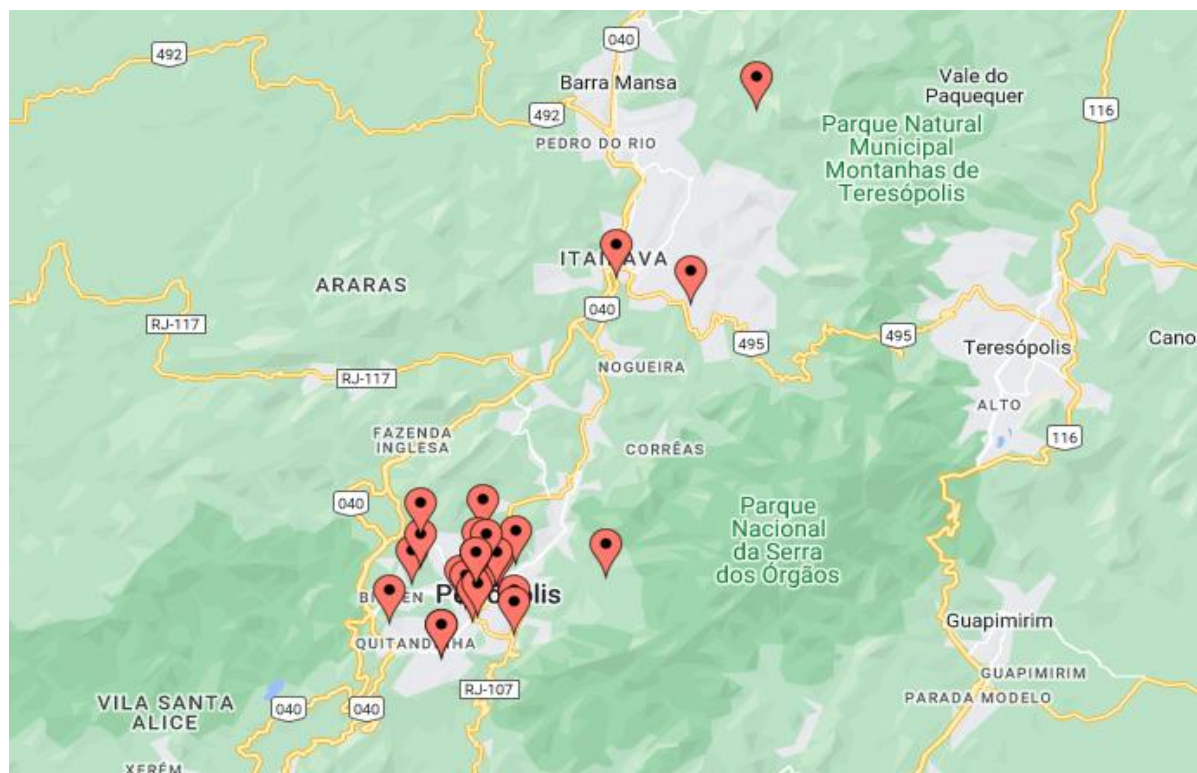 040
492
Barra Mansa
Vale do
Paquequer
116
492
PEDRO DO RIO
Parque Natural
Municipal
Montanhas de
Teresópolis
ARARAS
040
RJ-117
495
495
Teresópolis
Cano
NOGUEIRA
RJ-117
ALTO
FAZENDA
INGLESA
CORRÊAS
116
040
Parque
Nacional
da Serra
dos Órgãos
Guapimirim
GUAPIMIRIM
RJ-107
PARADA MODELO
VILA SANTA
ALICE
040
040
XERÉM